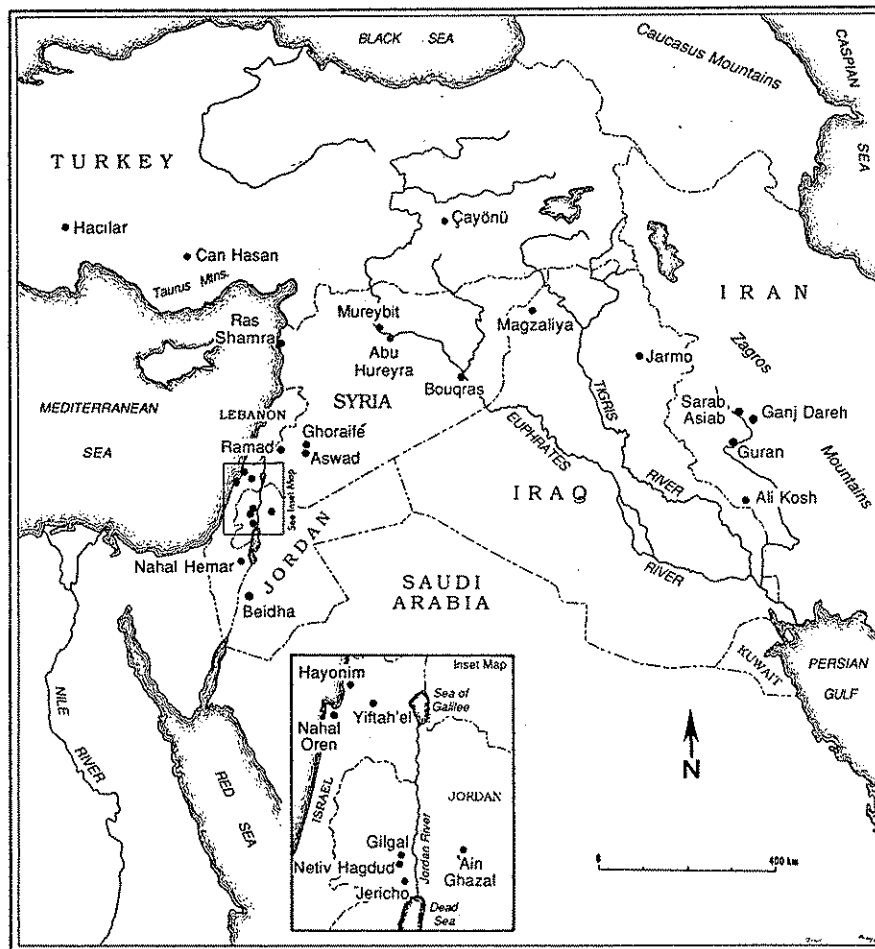 BLACK SEA
Caucasus Mountains
CASPIAN
SEA
TURKEY
Hacılar
Can Hasan
Taurus Mtns.
Çayönü
IRAN
Mureybit
Abu
Hureyra
Magzaliya
Ras
Shamra
Jarmo
Zagros
Mountains
Bouqras
MEDITERRANEAN
SEA
LEBANON
SYRIA
TIGRIS
RIVER
Sarab
Asiab
Ganj Dareh
Guran
Ghoraifé
Aswad
Ramad
EUPHRATES
RIVER
See Inset Map
IRAQ
Ali Kosh
JORDAN
Nahal Hemar
Beidha
SAUDI
ARABIA
KUWAIT
PERSIAN
GULF
NILE
RIVER
RED
SEA
Inset Map
Hayonim
Sea of
Galilee
Yiftah'el
Nahal
Oren
ISRAEL
JORDAN
Jordan River
Gilgal
Netiv Hagdud
Jericho
Ain
Ghazal
Dead
Sea
N
0
400 km